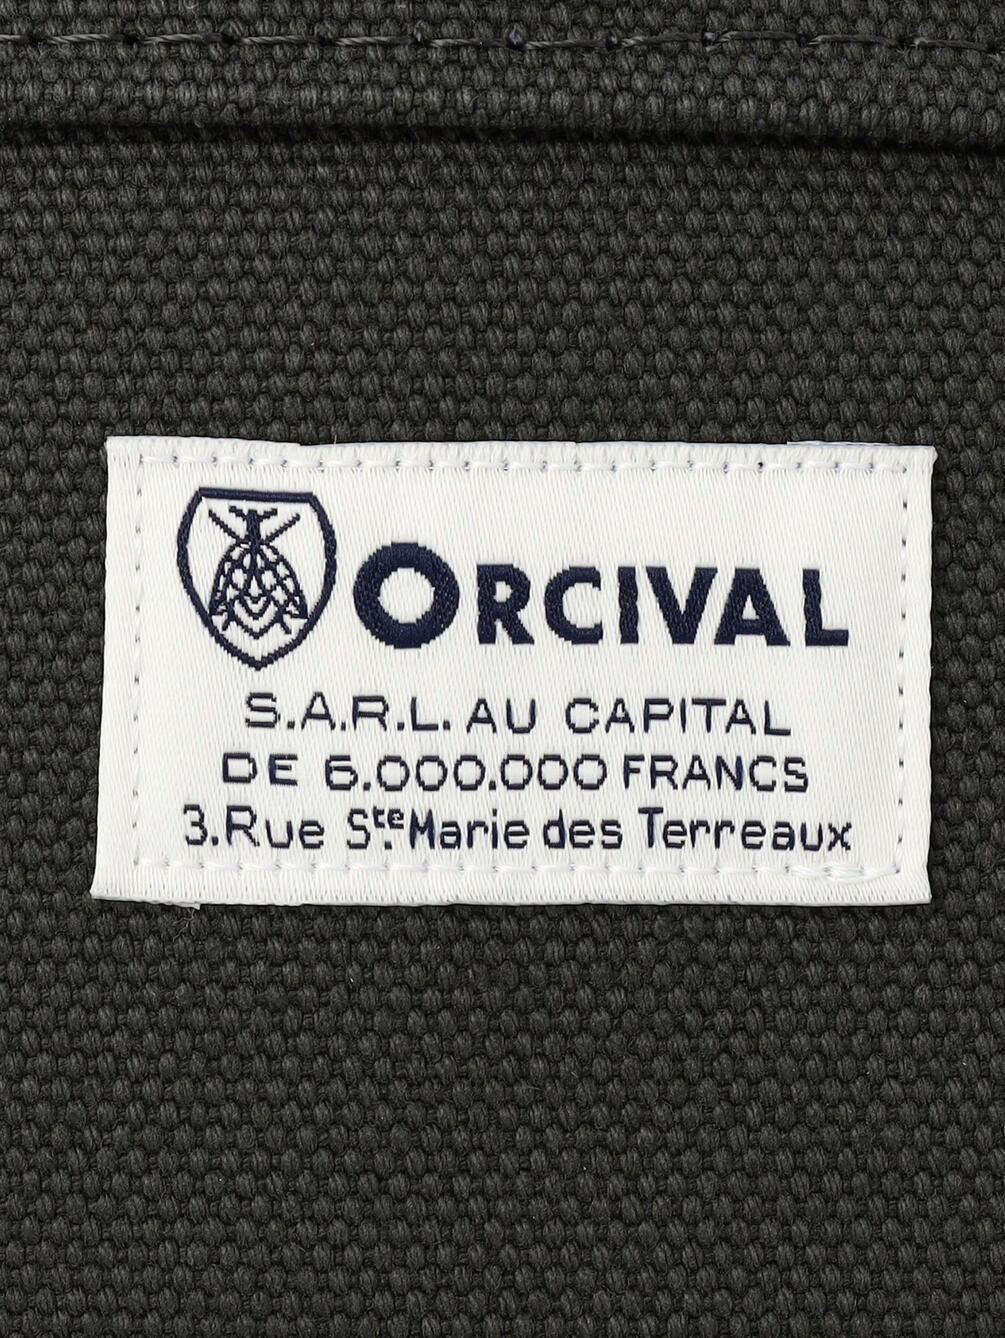 ORCIVAL
S.A.R.L. AU CAPITAL
DE 6.000.000 FRANCS
3.Rue Ste Marie des Terreaux